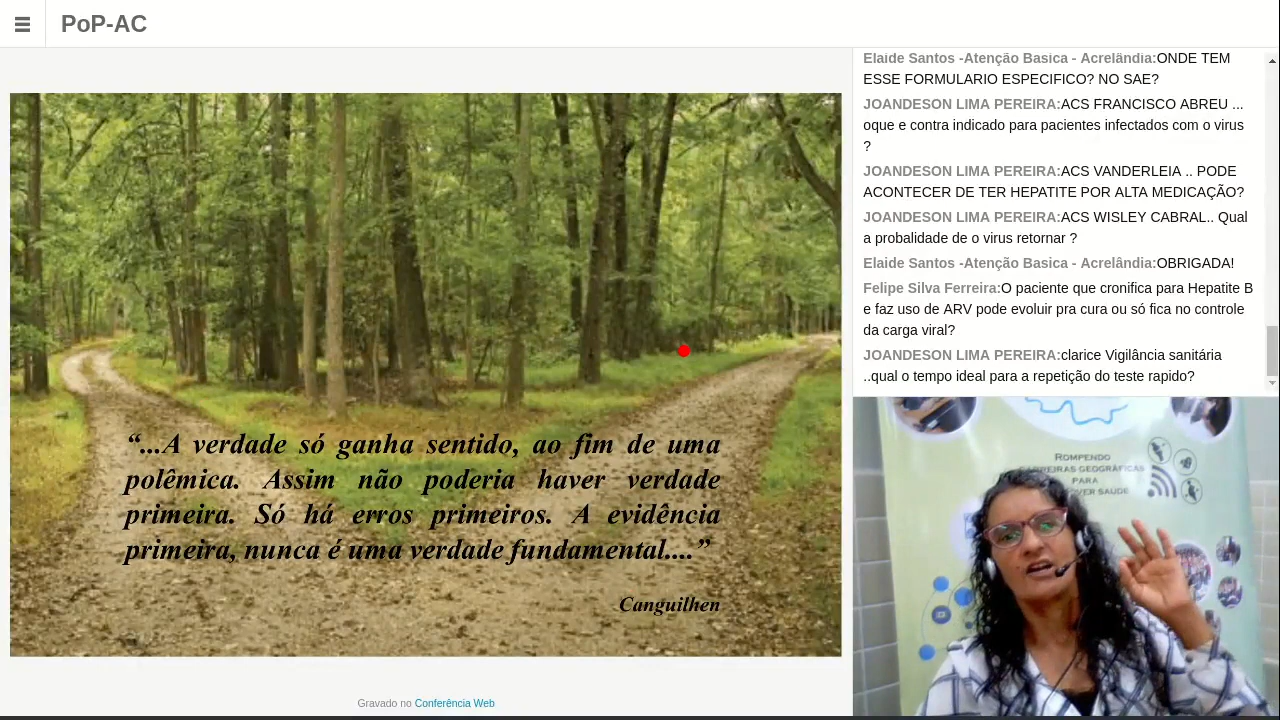 PoP-AC
“...A verdade só ganha sentido, ao fim de uma
polêmica. Assim não poderia haver verdade
primeira. Só há erros primeiros. A evidência
primeira, nunca é uma verdade fundamental....”
Canguilhen
Gravado no Conferência Web
Elaide Santos -Atenção Basica - Acrelândia:ONDE TEM
ESSE FORMULARIO ESPECIFICO? NO SAE?
JOANDESON LIMA PEREIRA:ACS FRANCISCO ABREU ...
oque e contra indicado para pacientes infectados com o virus
?
JOANDESON LIMA PEREIRA:ACS VANDERLEIA .. PODE
ACONTECER DE TER HEPATITE POR ALTA MEDICAÇÃO?
JOANDESON LIMA PEREIRA:ACS WISLEY CABRAL.. Qual
a probalidade de o virus retornar ?
Elaide Santos -Atenção Basica - Acrelândia:OBRIGADA!
Felipe Silva Ferreira:O paciente que cronifica para Hepatite B
e faz uso de ARV pode evoluir pra cura ou só fica no controle
da carga viral?
JOANDESON LIMA PEREIRA:clarice Vigilância sanitária
..qual o tempo ideal para a repetição do teste rapido?
ROMPENDO
GEOGRÁFICAS
PARA
SAÚDE